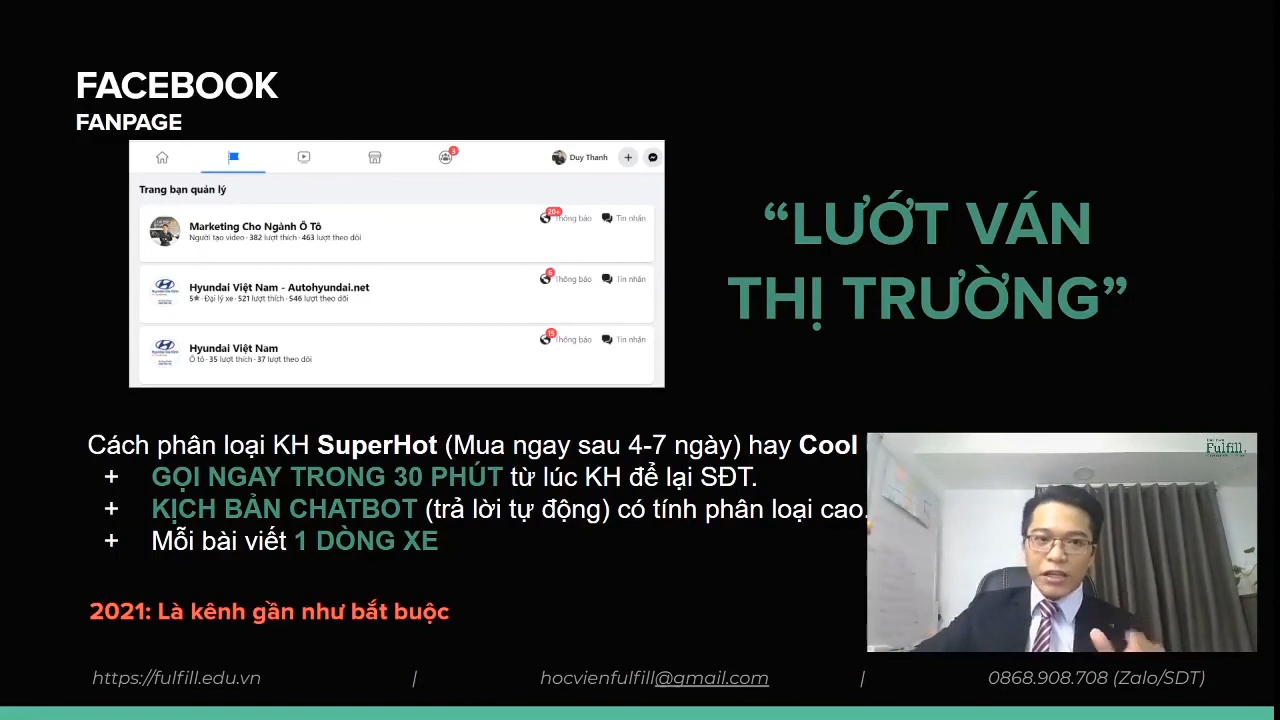 FACEBOOK
FANPAGE
3
Duy Thanh
Trang bạn quản lý
Marketing Cho Ngành Ô Tô
Người tạo video · 382 lượt thích · 463 lượt theo dõi
20+
Thông báo
Tin nhắn
Hyundai Việt Nam - Autohyundai.net
5★ · Đại lý xe · 521 lượt thích · 546 lượt theo dõi
6
Thông báo
Tin nhắn
Hyundai Việt Nam
Ô tô · 35 lượt thích · 37 lượt theo dõi
15
Thông báo
Tin nhắn
“LƯỚT VÁN
THỊ TRƯỜNG”
Cách phân loại KH SuperHot (Mua ngay sau 4-7 ngày) hay Cool
+ GỌI NGAY TRONG 30 PHÚT từ lúc KH để lại SĐT.
+ KỊCH BẢN CHATBOT (trả lời tự động) có tính phân loại cao.
+ Mỗi bài viết 1 DÒNG XE
Fulfill.
2021: Là kênh gần như bắt buộc
https://fulfill.edu.vn | hocvienfulfill@gmail.com | 0868.908.708 (Zalo/SDT)